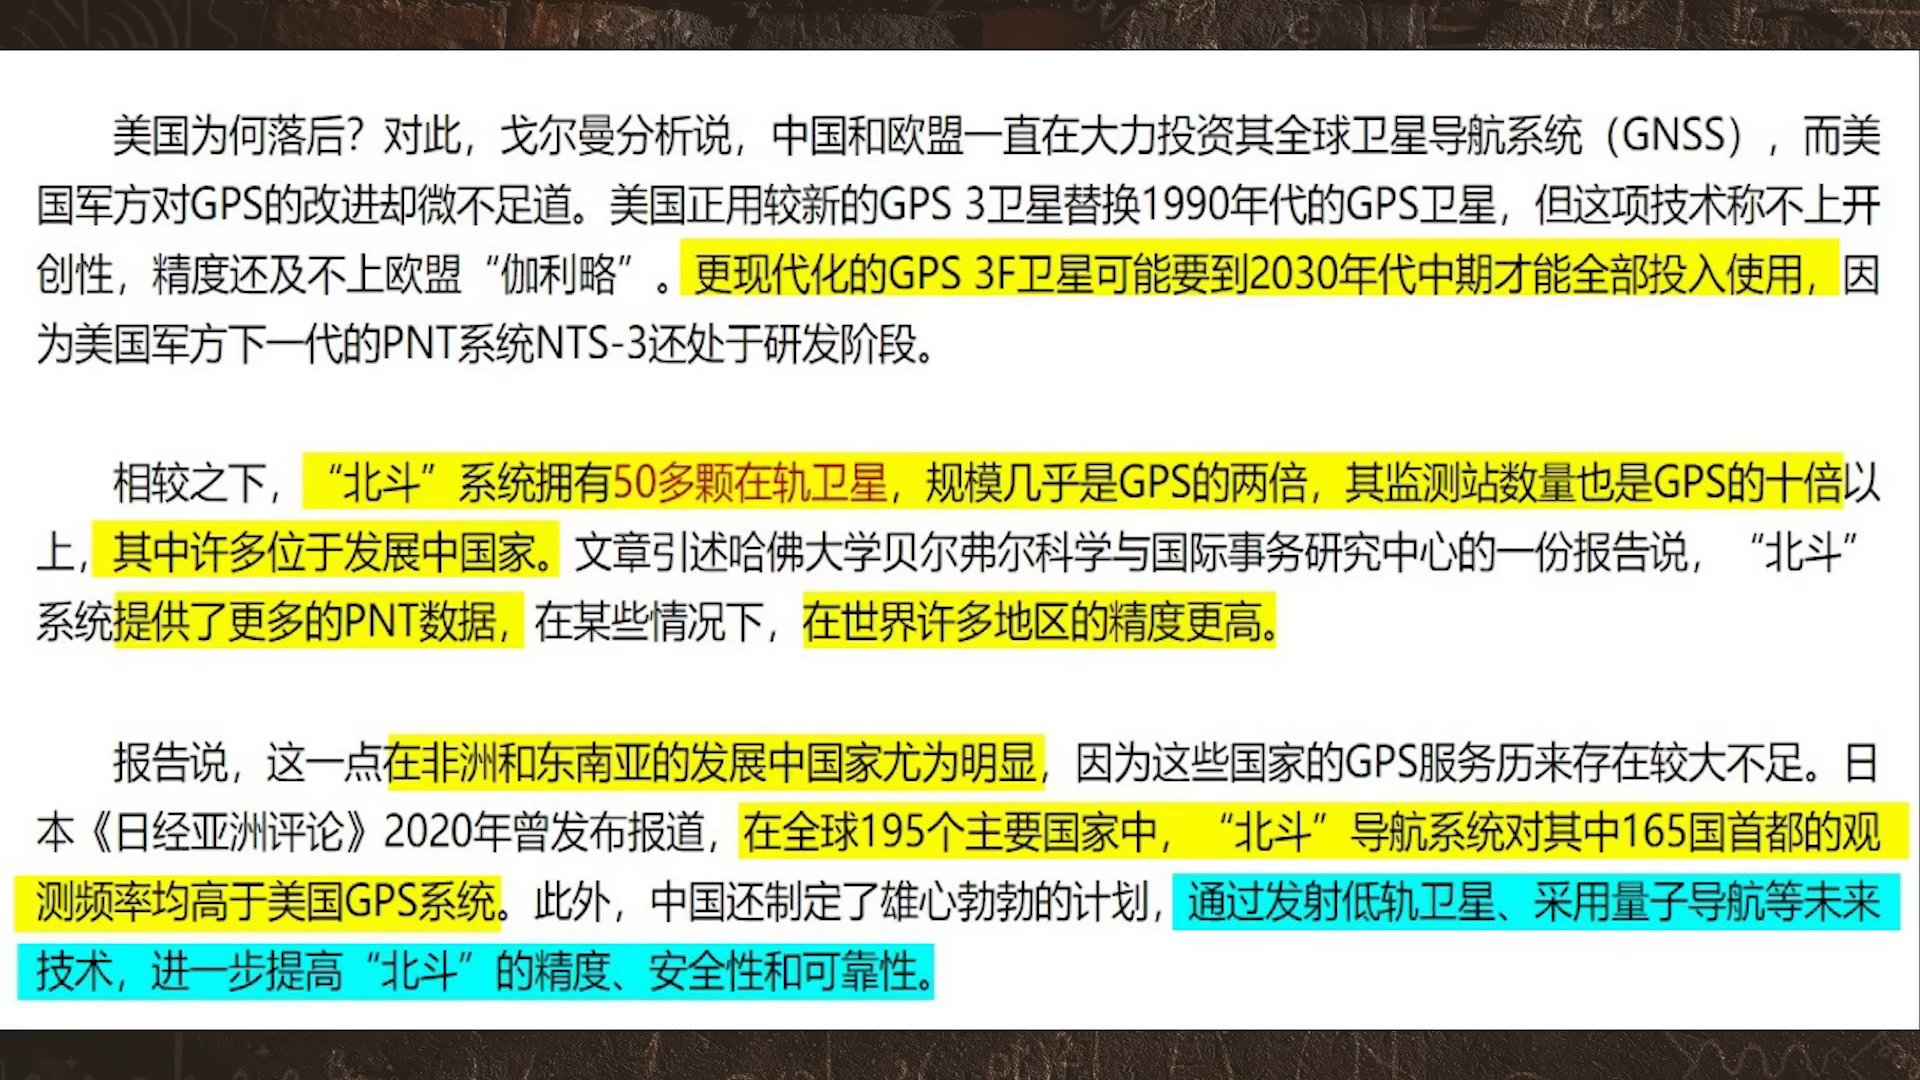 美国为何落后？对此，戈尔曼分析说，中国和欧盟一直在大力投资其全球卫星导航系统（GNSS），而美
国军方对GPS的改进却微不足道。美国正用较新的GPS 3卫星替换1990年代的GPS卫星，但这项技术称不上开
创性，精度还及不上欧盟“伽利略”。更现代化的GPS 3F卫星可能要到2030年代中期才能全部投入使用，因
为美国军方下一代的PNT系统NTS-3还处于研发阶段。
相较之下，“北斗”系统拥有50多颗在轨卫星，规模几乎是GPS的两倍，其监测站数量也是GPS的十倍以
上，其中许多位于发展中国家。文章引述哈佛大学贝尔弗尔科学与国际事务研究中心的一份报告说，“北斗”
系统提供了更多的PNT数据，在某些情况下，在世界许多地区的精度更高。
报告说，这一点在非洲和东南亚的发展中国家尤为明显，因为这些国家的GPS服务历来存在较大不足。日
本《日经亚洲评论》2020年曾发布报道，在全球195个主要国家中，“北斗”导航系统对其中165国首都的观
测频率均高于美国GPS系统。此外，中国还制定了雄心勃勃的计划，通过发射低轨卫星、采用量子导航等未来
技术，进一步提高“北斗”的精度、安全性和可靠性。